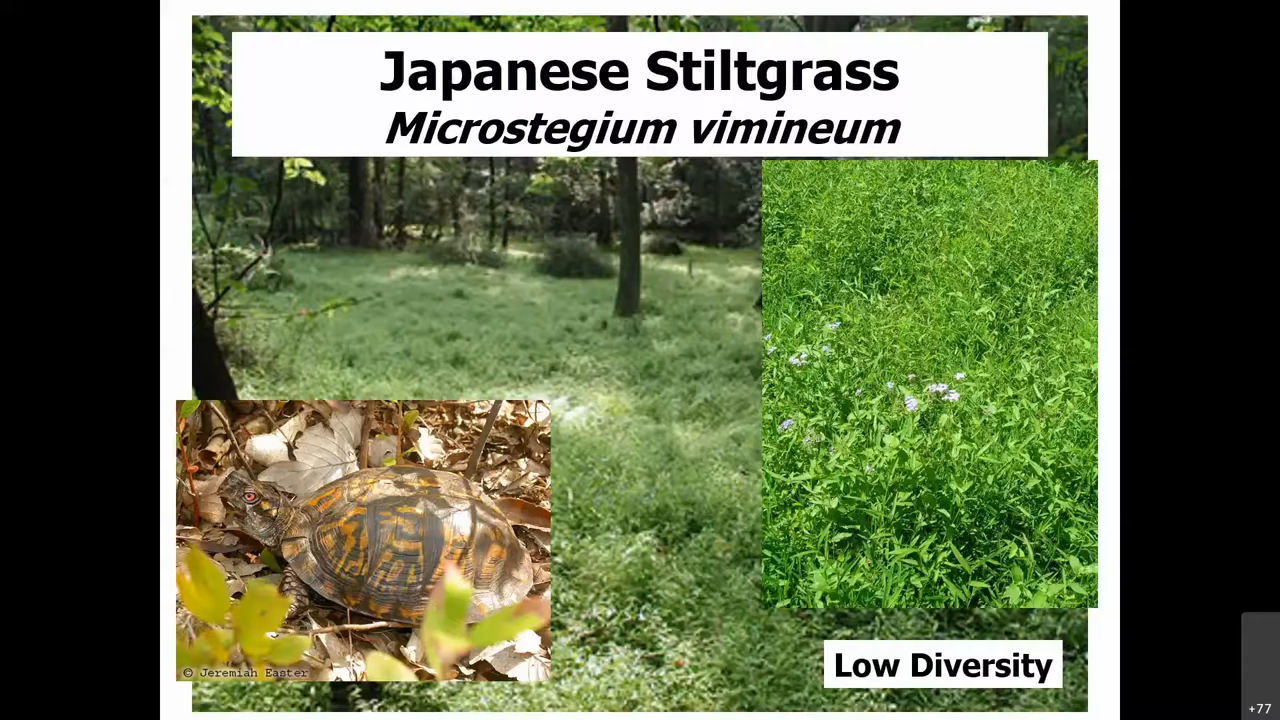 Japanese Stiltgrass
Microstegium vimineum
© Jeremiah Easter
Low Diversity
+77